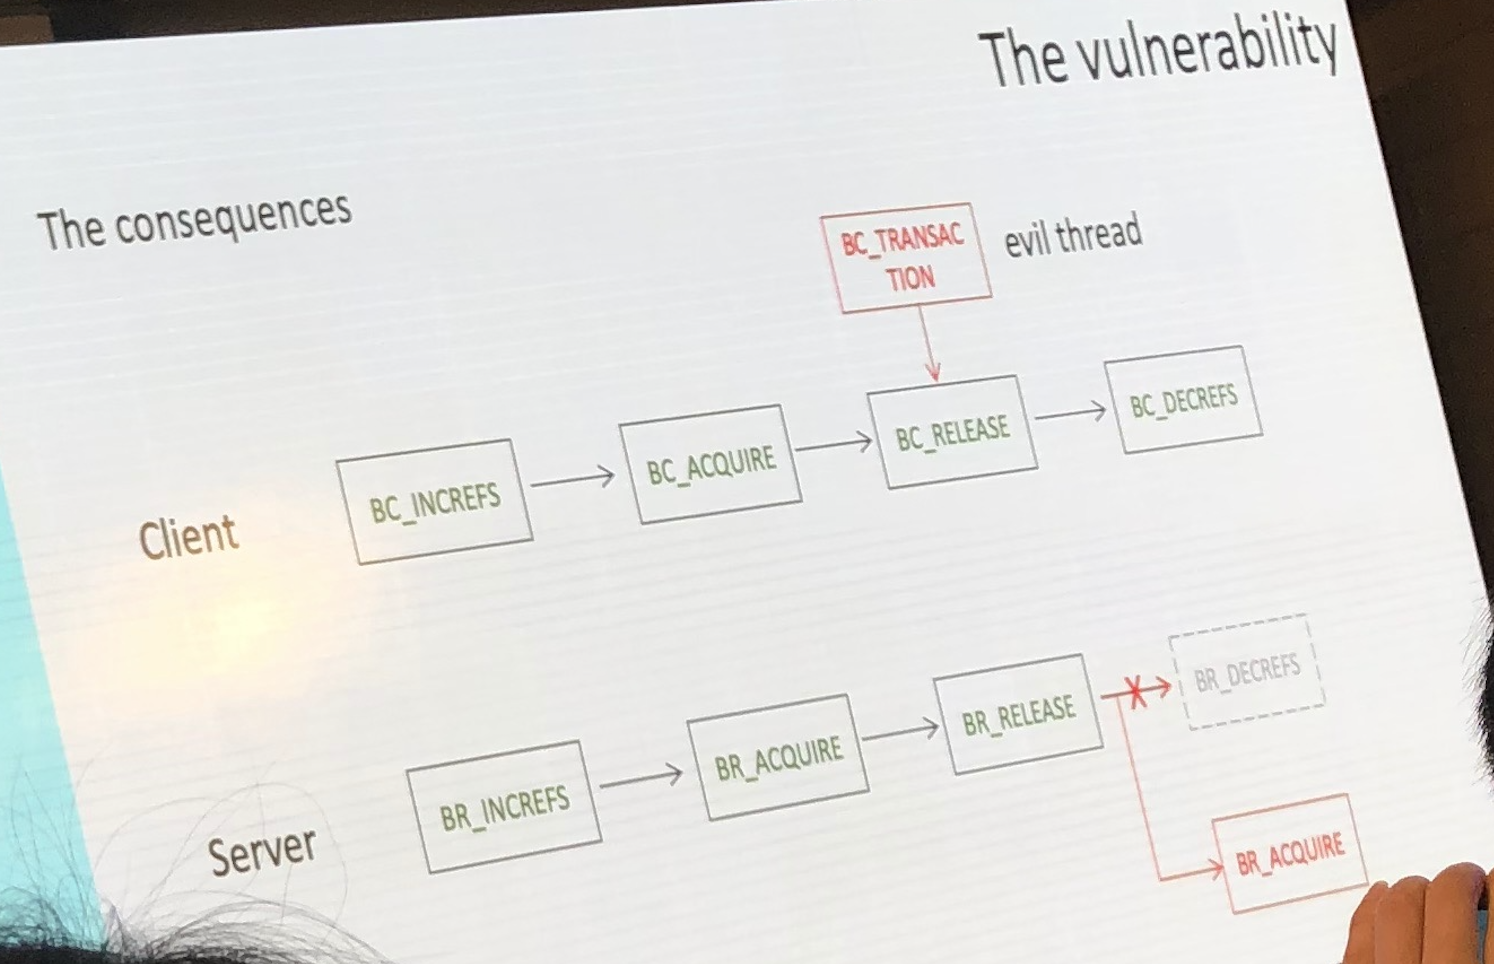 The vulnerability
The consequences
BC_TRANSAC
TION
evil thread
Client
BC_INCREFS
BC_ACQUIRE
BC_RELEASE
BC_DECREFS
Server
BR_INCREFS
BR_ACQUIRE
BR_RELEASE
BR_DECREFS
BR_ACQUIRE